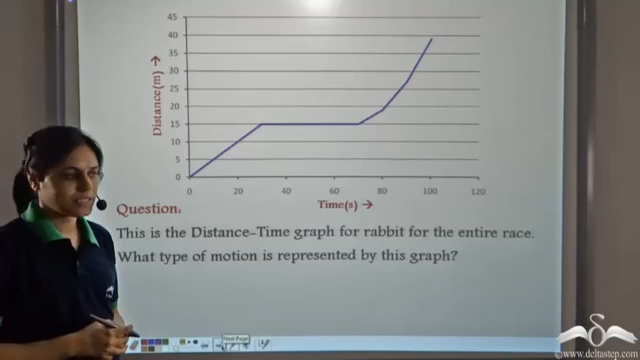 45
40
35
30
25
20
15
10
5
0
Distance(m) →
0 20 40 60 80 100 120
Time(s) →
Question.
This is the Distance-Time graph for rabbit for the entire race.
What type of motion is represented by this graph?
Next Page
©www.deltastep.com